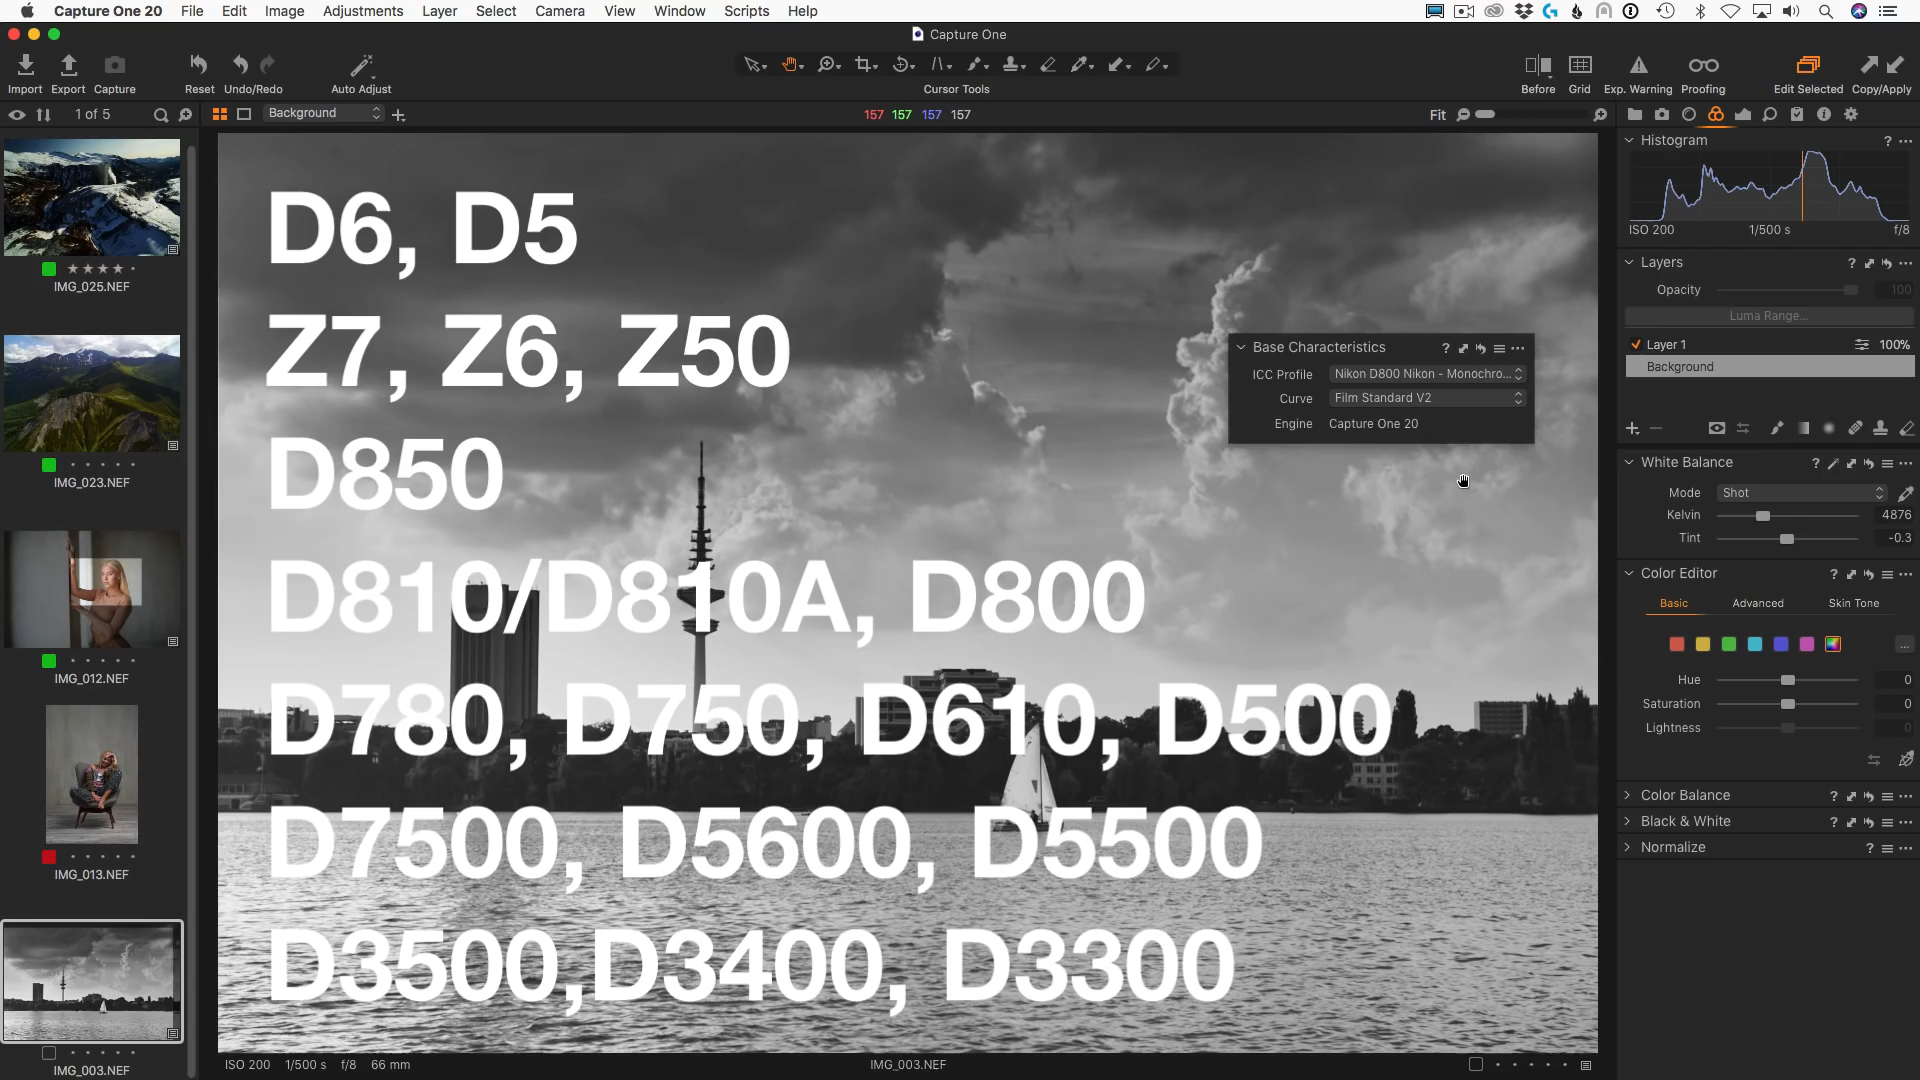 Capture One 20 File Edit Image Adjustments Layer Select Camera View Window Scripts Help
Capture One
Import Export Capture Reset Undo/Redo Auto Adjust Cursor Tools Before Grid Exp. Warning Proofing Edit Selected Copy/Apply
1 of 5 Background 157 157 157 157 Fit
IMG_025.NEF
IMG_023.NEF
IMG_012.NEF
IMG_013.NEF
IMG_003.NEF
D6, D5
Z7, Z6, Z50
D850
D810/D810A, D800
D780, D750, D610, D500
D7500, D5600, D5500
D3500,D3400, D3300
Base Characteristics
ICC Profile Nikon D800 Nikon - Monochro...
Curve Film Standard V2
Engine Capture One 20
ISO 200 1/500 s f/8 66 mm IMG_003.NEF
Histogram
ISO 200 1/500 s f/8
Layers
Opacity 100
Luma Range...
Layer 1 100%
Background
White Balance
Mode Shot
Kelvin 4876
Tint -0.3
Color Editor
Basic Advanced Skin Tone
...
Hue 0
Saturation 0
Lightness 0
Color Balance
Black & White
Normalize